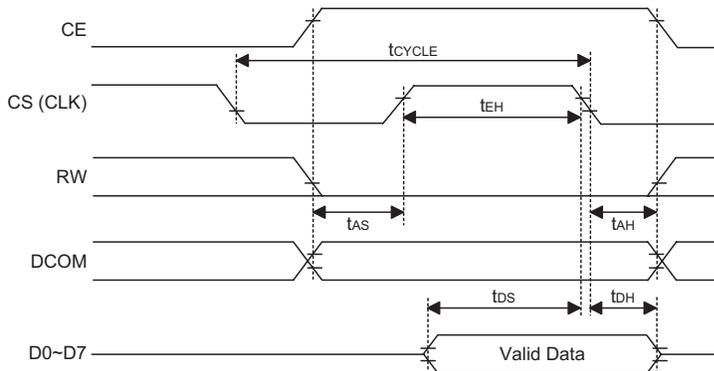 CE
tCYCLE
CS (CLK)
tEH
RW
tAS
tAH
DCOM
tDS
tDH
D0~D7
Valid Data